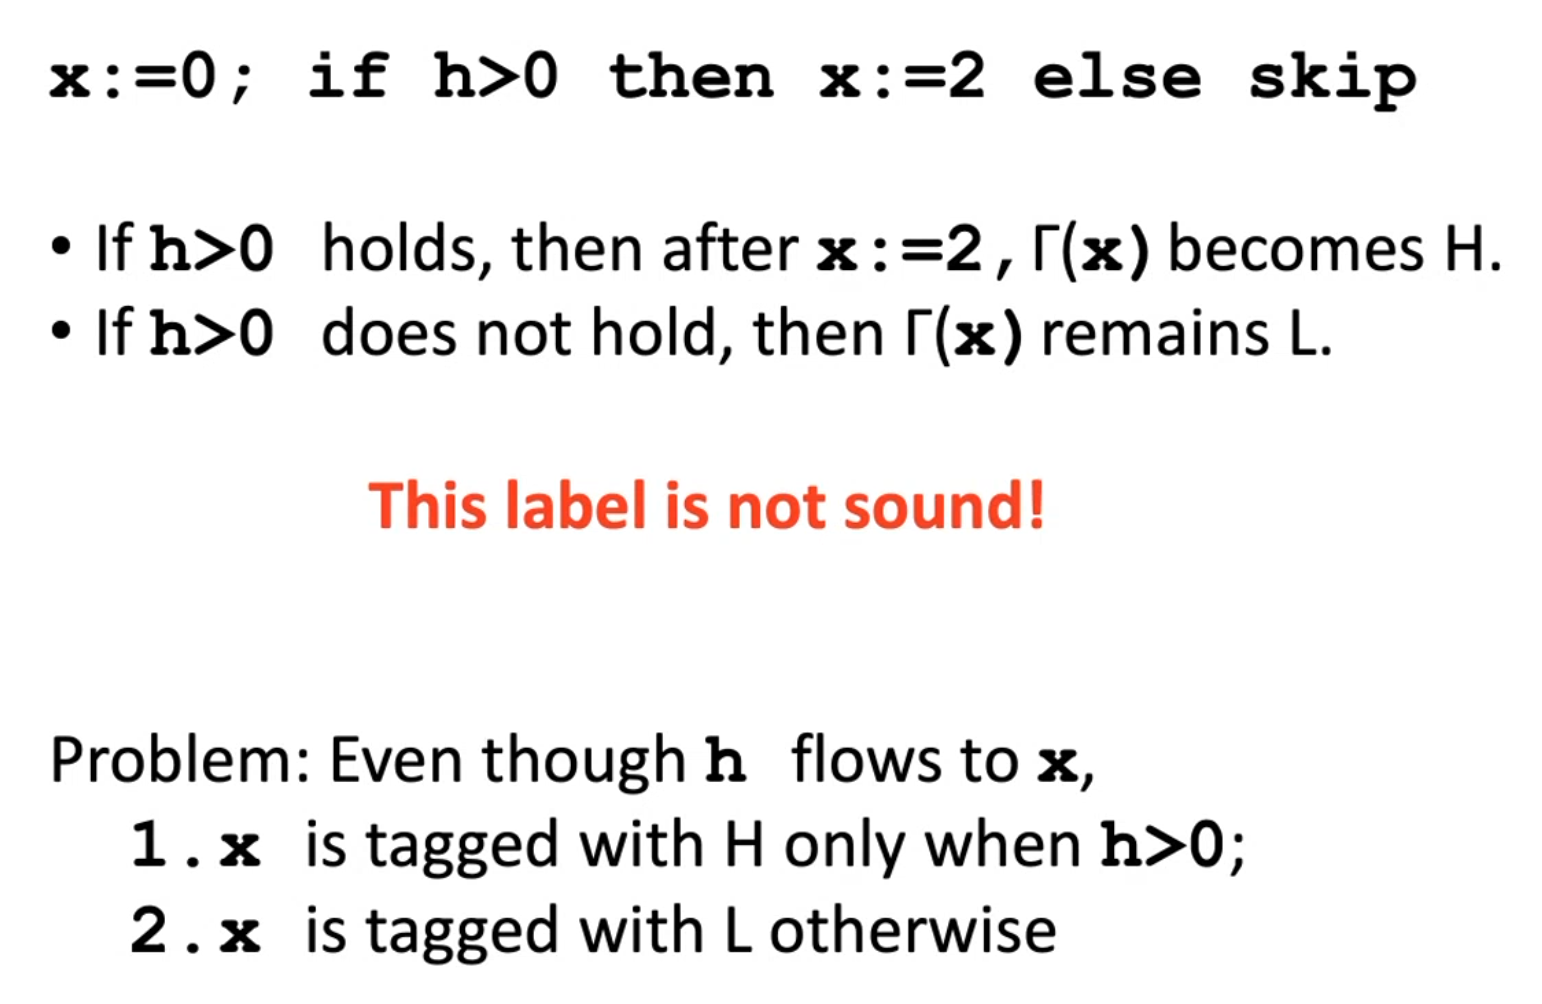 x:=0; if h>0 then x:=2 else skip
• If h>0 holds, then after x:=2, Γ(x) becomes H.
• If h>0 does not hold, then Γ(x) remains L.
This label is not sound!
Problem: Even though h flows to x,
1. x is tagged with H only when h>0;
2. x is tagged with L otherwise